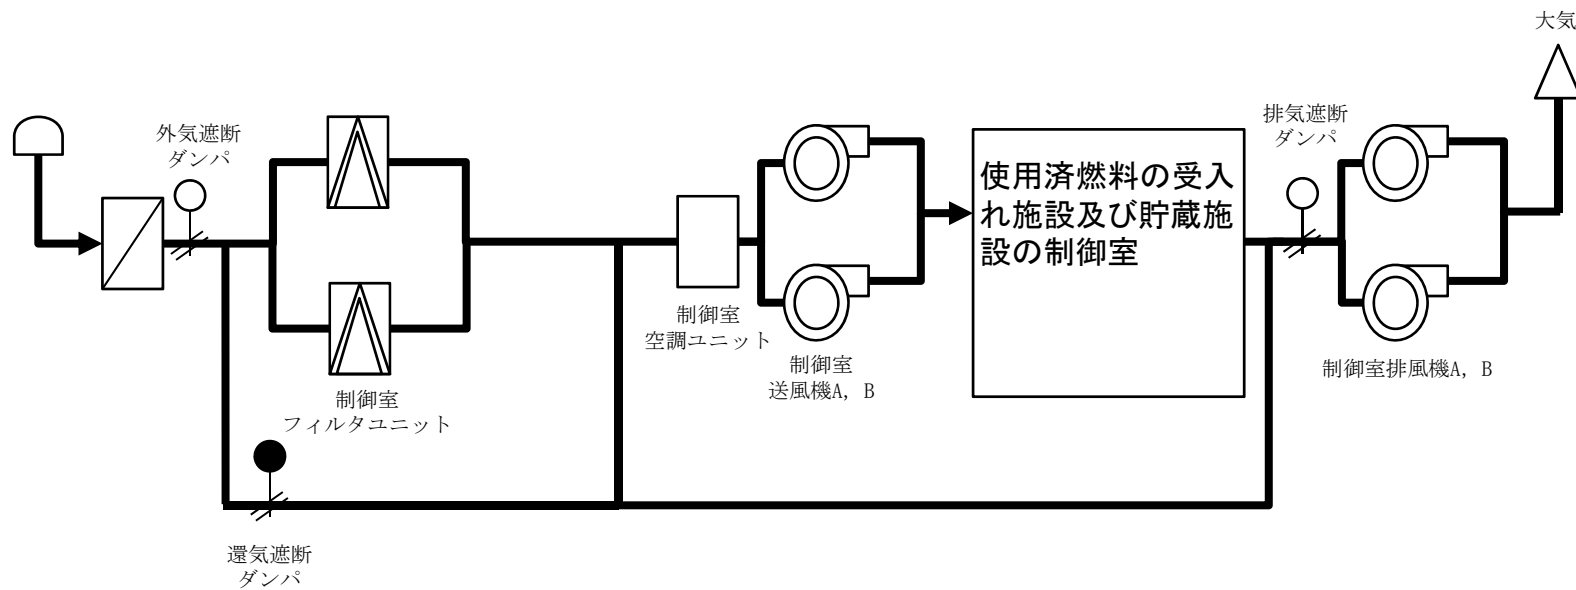 大気
外気遮断
ダンパ
排気遮断
ダンパ
使用済燃料の受入
れ施設及び貯蔵施
設の制御室
制御室
空調ユニット
制御室
送風機A, B
制御室排風機A, B
制御室
フィルタユニット
還気遮断
ダンパ